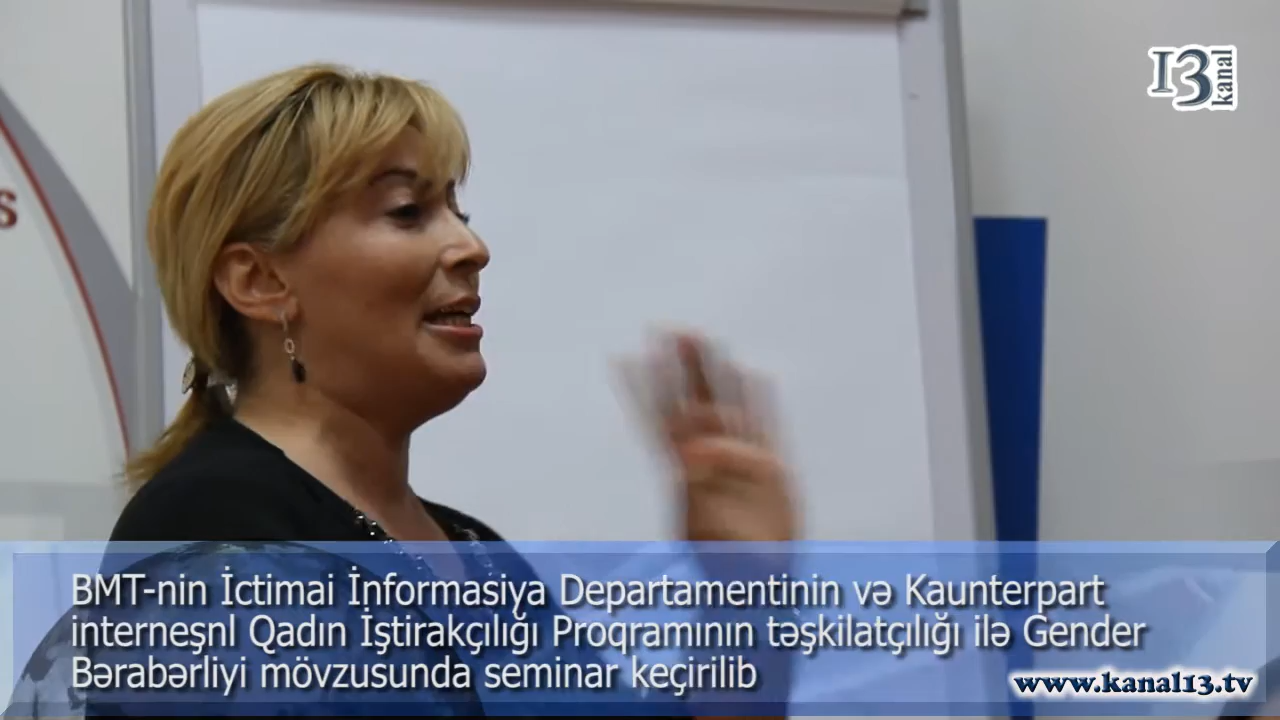 13 kanal
s
BMT-nin İctimai İnformasiya Departamentinin və Kaunterpart
interneşnl Qadın İştirakçılığı Proqramının təşkilatçılığı ilə Gender
Bərabərliyi mövzusunda seminar keçirilib
www.kanal13.tv